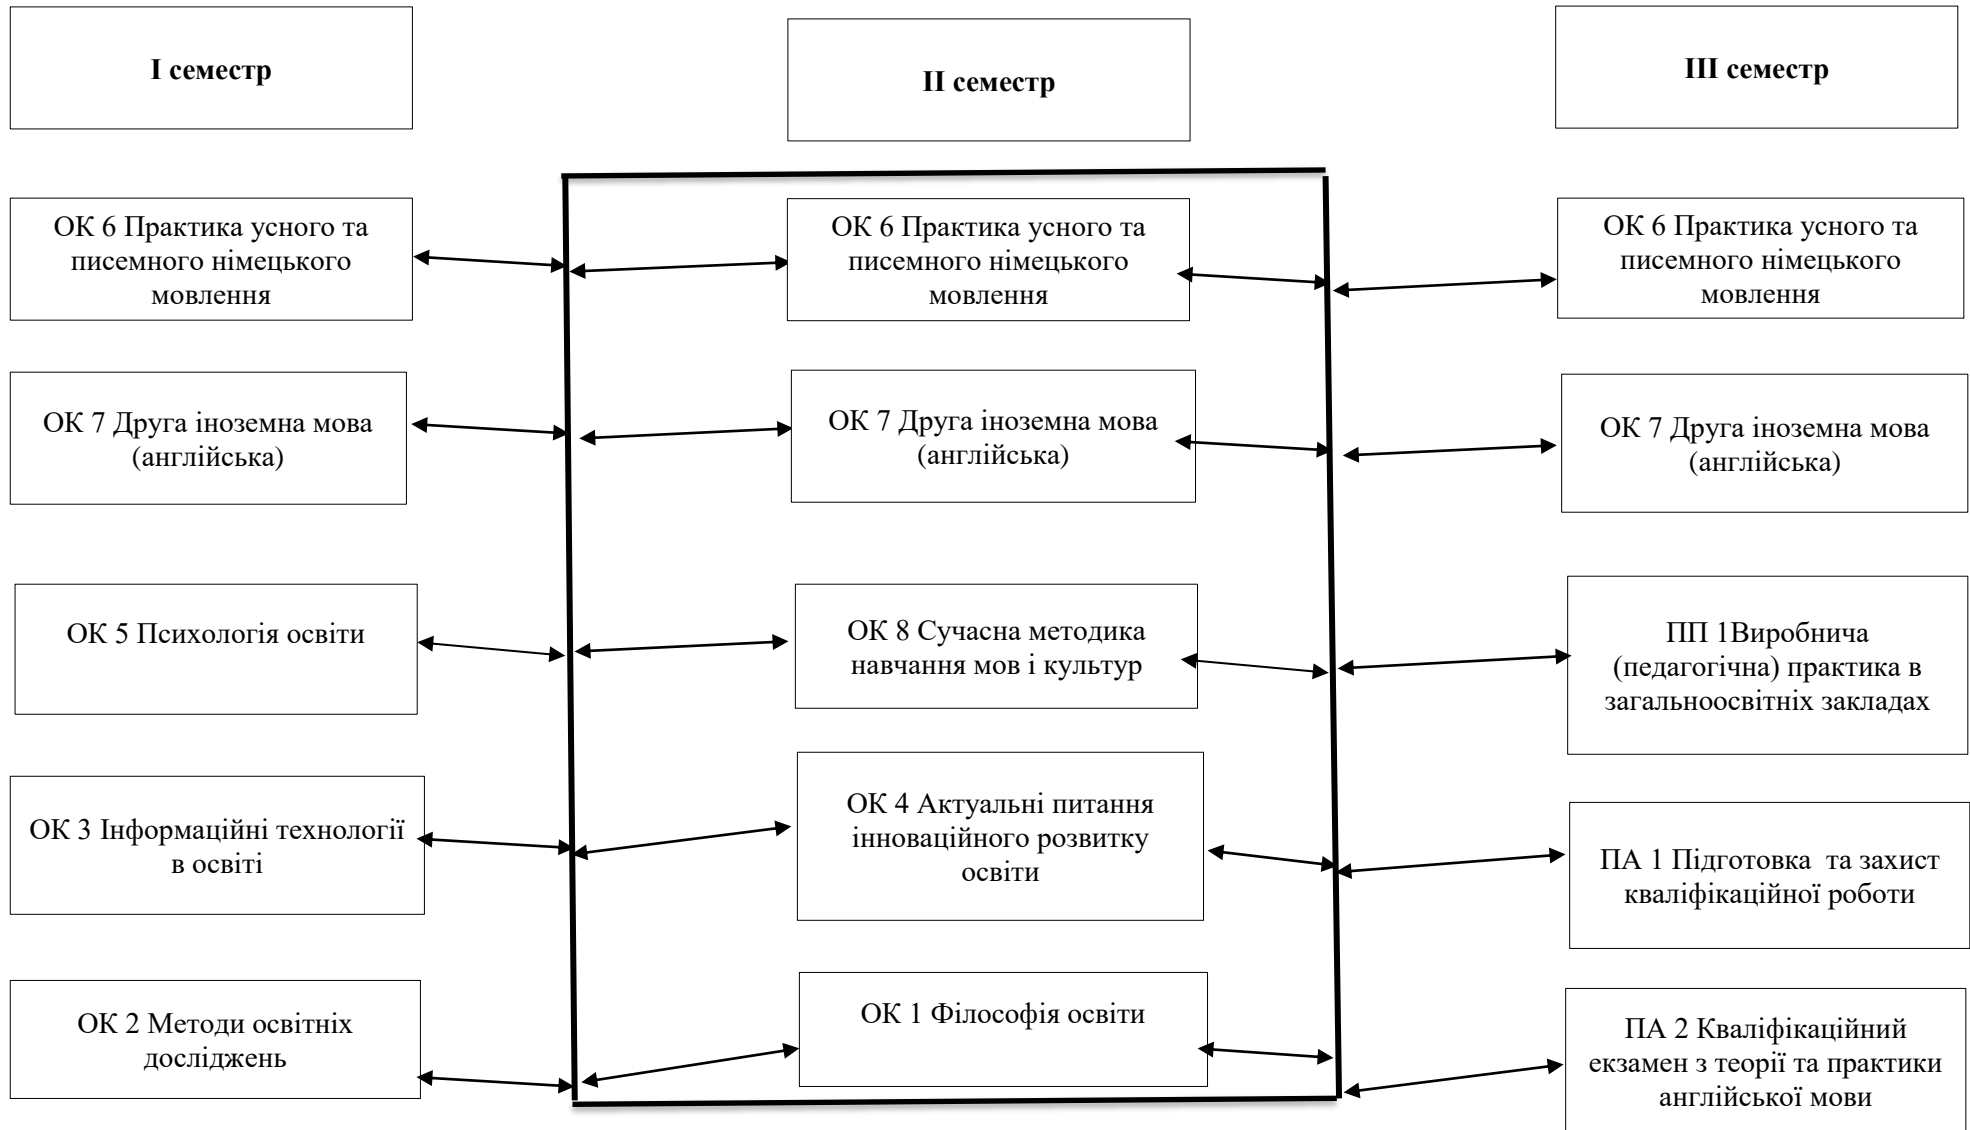 І семестр
ІІ семестр
ІІІ семестр
ОК 6 Практика усного та
писемного німецького
мовлення
ОК 6 Практика усного та
писемного німецького
мовлення
ОК 6 Практика усного та
писемного німецького
мовлення
ОК 7 Друга іноземна мова
(англійська)
ОК 7 Друга іноземна мова
(англійська)
ОК 7 Друга іноземна мова
(англійська)
ОК 5 Психологія освіти
ОК 8 Сучасна методика
навчання мов і культур
ПП 1Виробнича
(педагогічна) практика в
загальноосвітніх закладах
ОК 3 Інформаційні технології
в освіті
ОК 4 Актуальні питання
інноваційного розвитку
освіти
ПА 1 Підготовка  та захист
кваліфікаційної роботи
ОК 2 Методи освітніх
досліджень
ОК 1 Філософія освіти
ПА 2 Кваліфікаційний
екзамен з теорії та практики
англійської мови